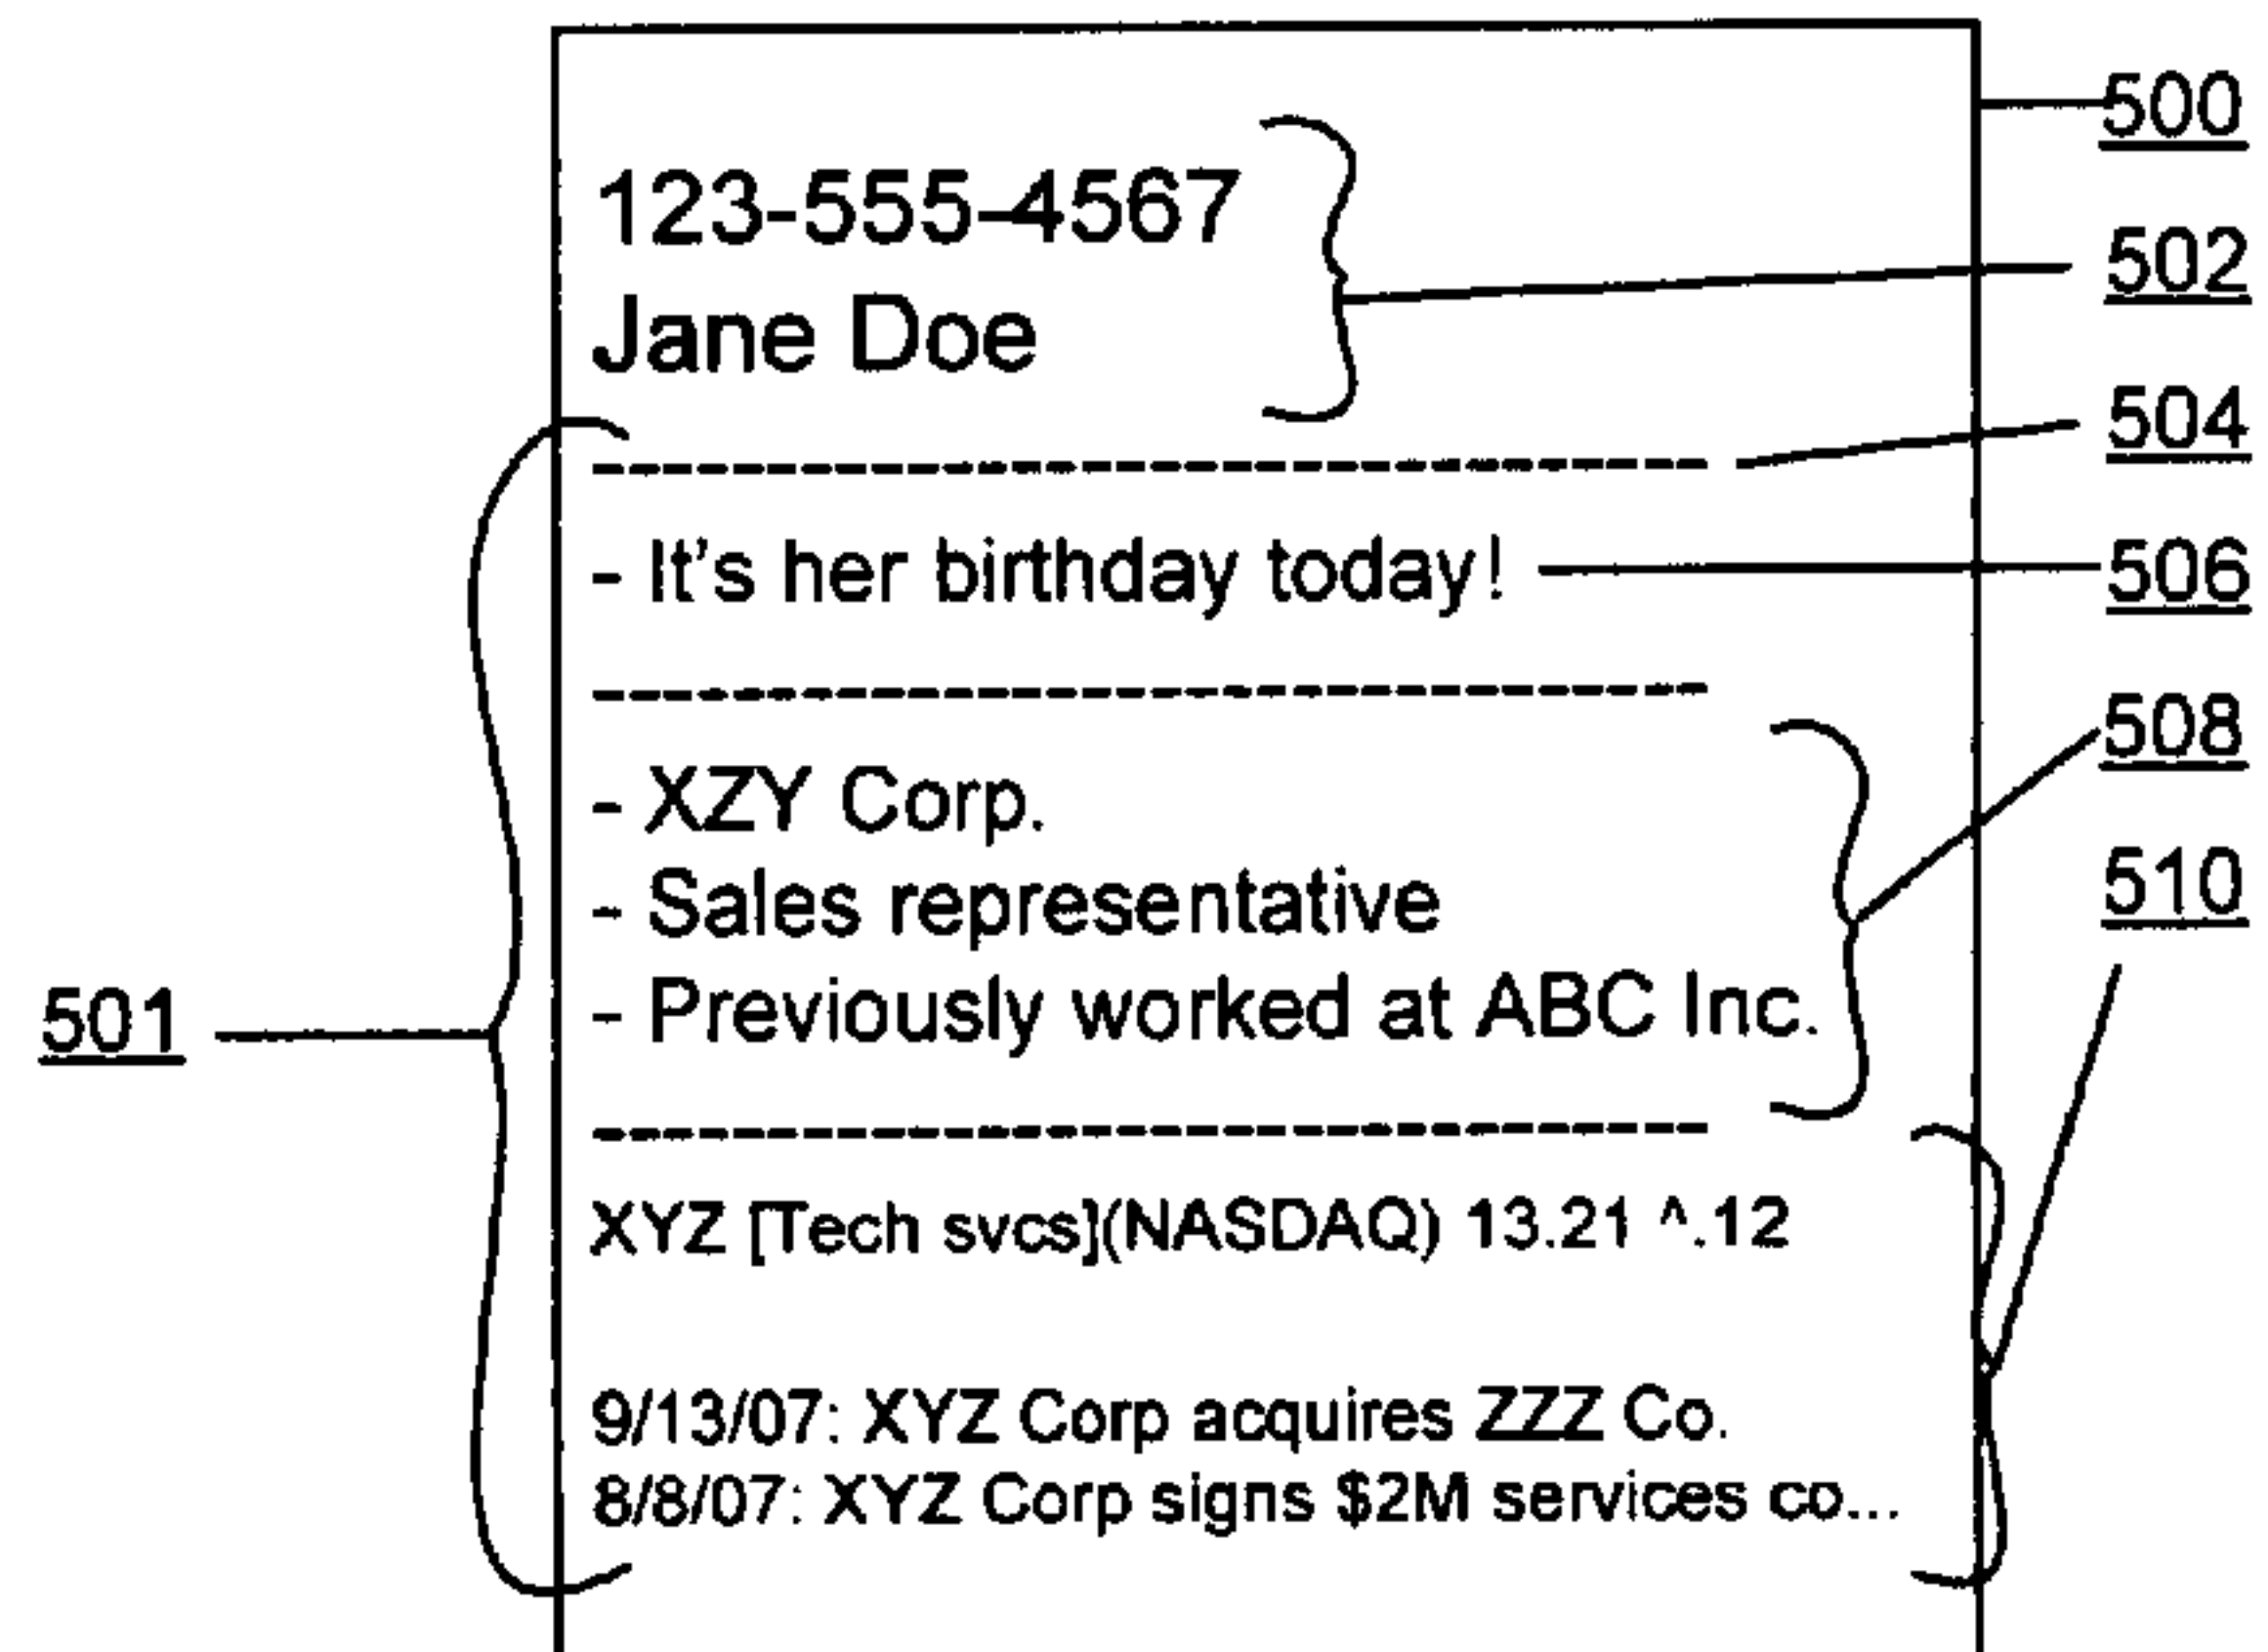 500
123-555-4567
502
Jane Doe
504
- It's her birthday today!
506
508
- XZY Corp.
- Sales representative
510
- Previously worked at ABC Inc.
501
XYZ [Tech svcs](NASDAQ) 13.21 ^.12
9/13/07: XYZ Corp acquires ZZZ Co.
8/8/07: XYZ Corp signs $2M services co...